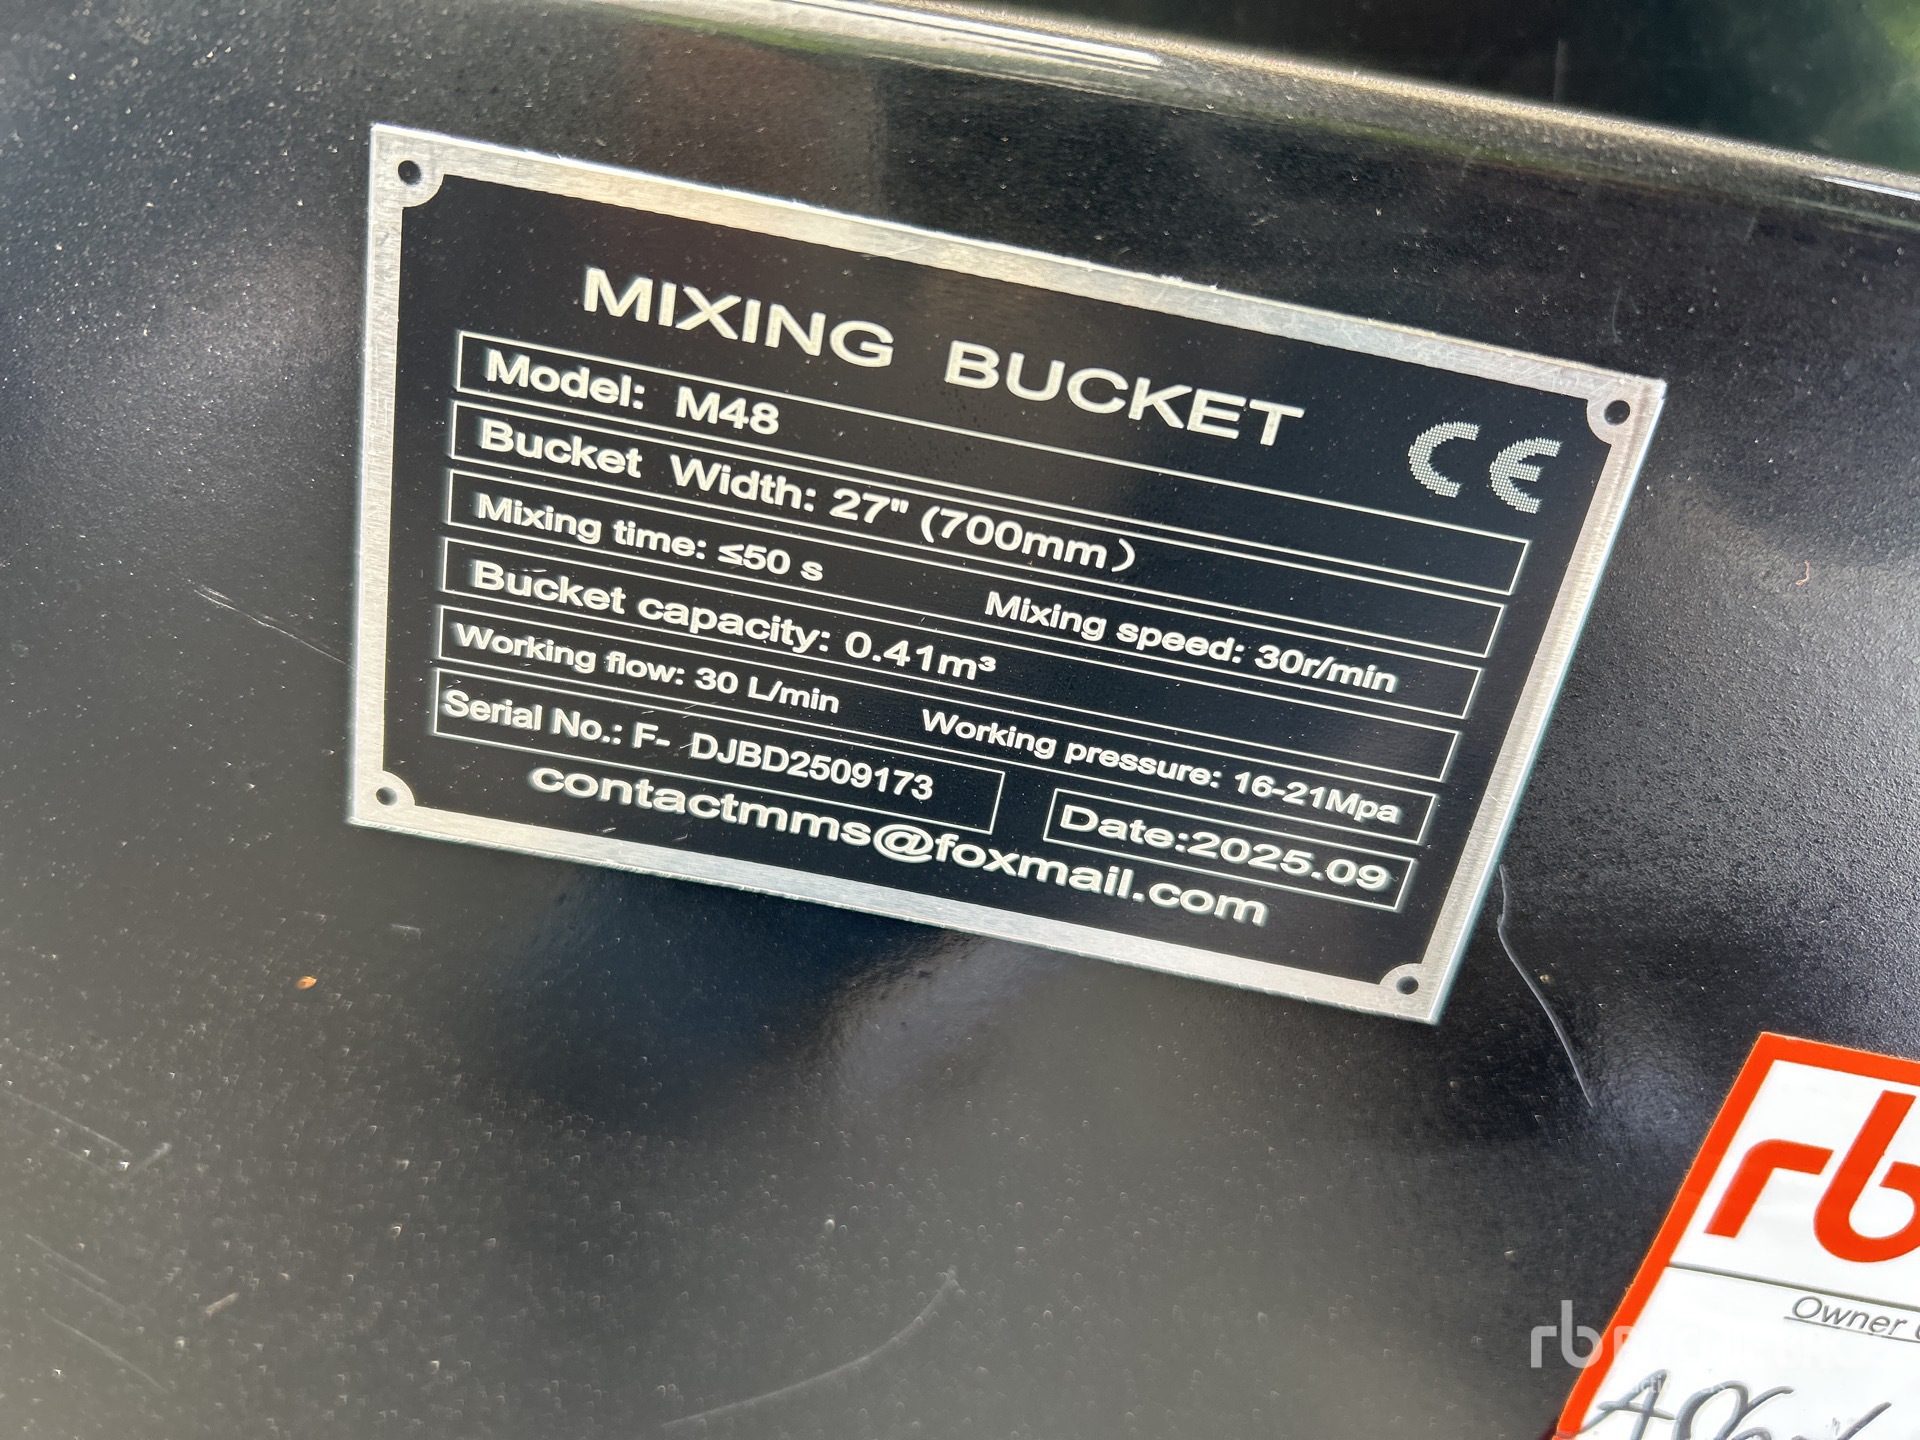 MIXING BUCKET
CE
Model: M48
Bucket Width: 27" (700mm)
Mixing time: ≤50 s Mixing speed: 30r/min
Bucket capacity: 0.41m³
Working flow: 30 L/min Working pressure: 16-21Mpa
Serial No.: F- DJBD2509173 Date:2025.09
contactmms@foxmail.com
rb
Owner
rb